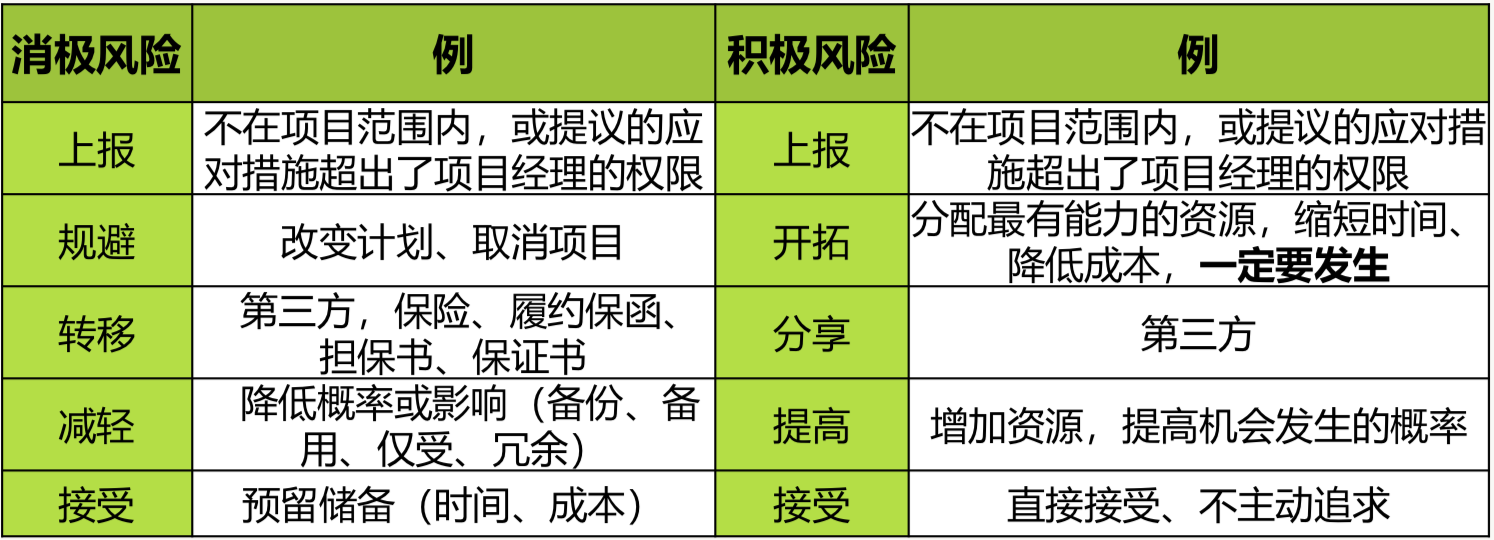 消极风险
例
积极风险
例
上报
不在项目范围内，或提议的应
对措施超出了项目经理的权限
上报
不在项目范围内，或提议的应对措
施超出了项目经理的权限
规避
改变计划、取消项目
开拓
分配最有能力的资源，缩短时间、
降低成本，一定要发生
转移
第三方，保险、履约保函、
担保书、保证书
分享
第三方
减轻
降低概率或影响（备份、备
用、仅受、冗余）
提高
增加资源，提高机会发生的概率
接受
预留储备（时间、成本）
接受
直接接受、不主动追求